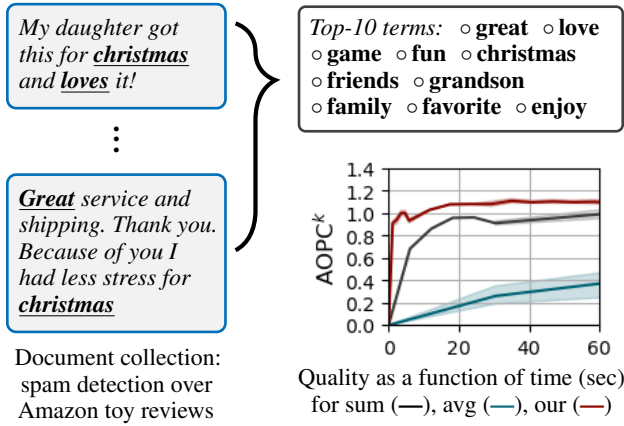 My daughter got
this for christmas
and loves it!
⋮
Great service and
shipping. Thank you.
Because of you I
had less stress for
christmas
Document collection:
spam detection over
Amazon toy reviews
Top-10 terms: ○ great ○ love
○ game ○ fun ○ christmas
○ friends ○ grandson
○ family ○ favorite ○ enjoy
AOPC^k
1.4
1.2
1.0
0.8
0.6
0.4
0.2
0.0
0 20 40 60
Quality as a function of time (sec)
for sum (—), avg (—), our (—)